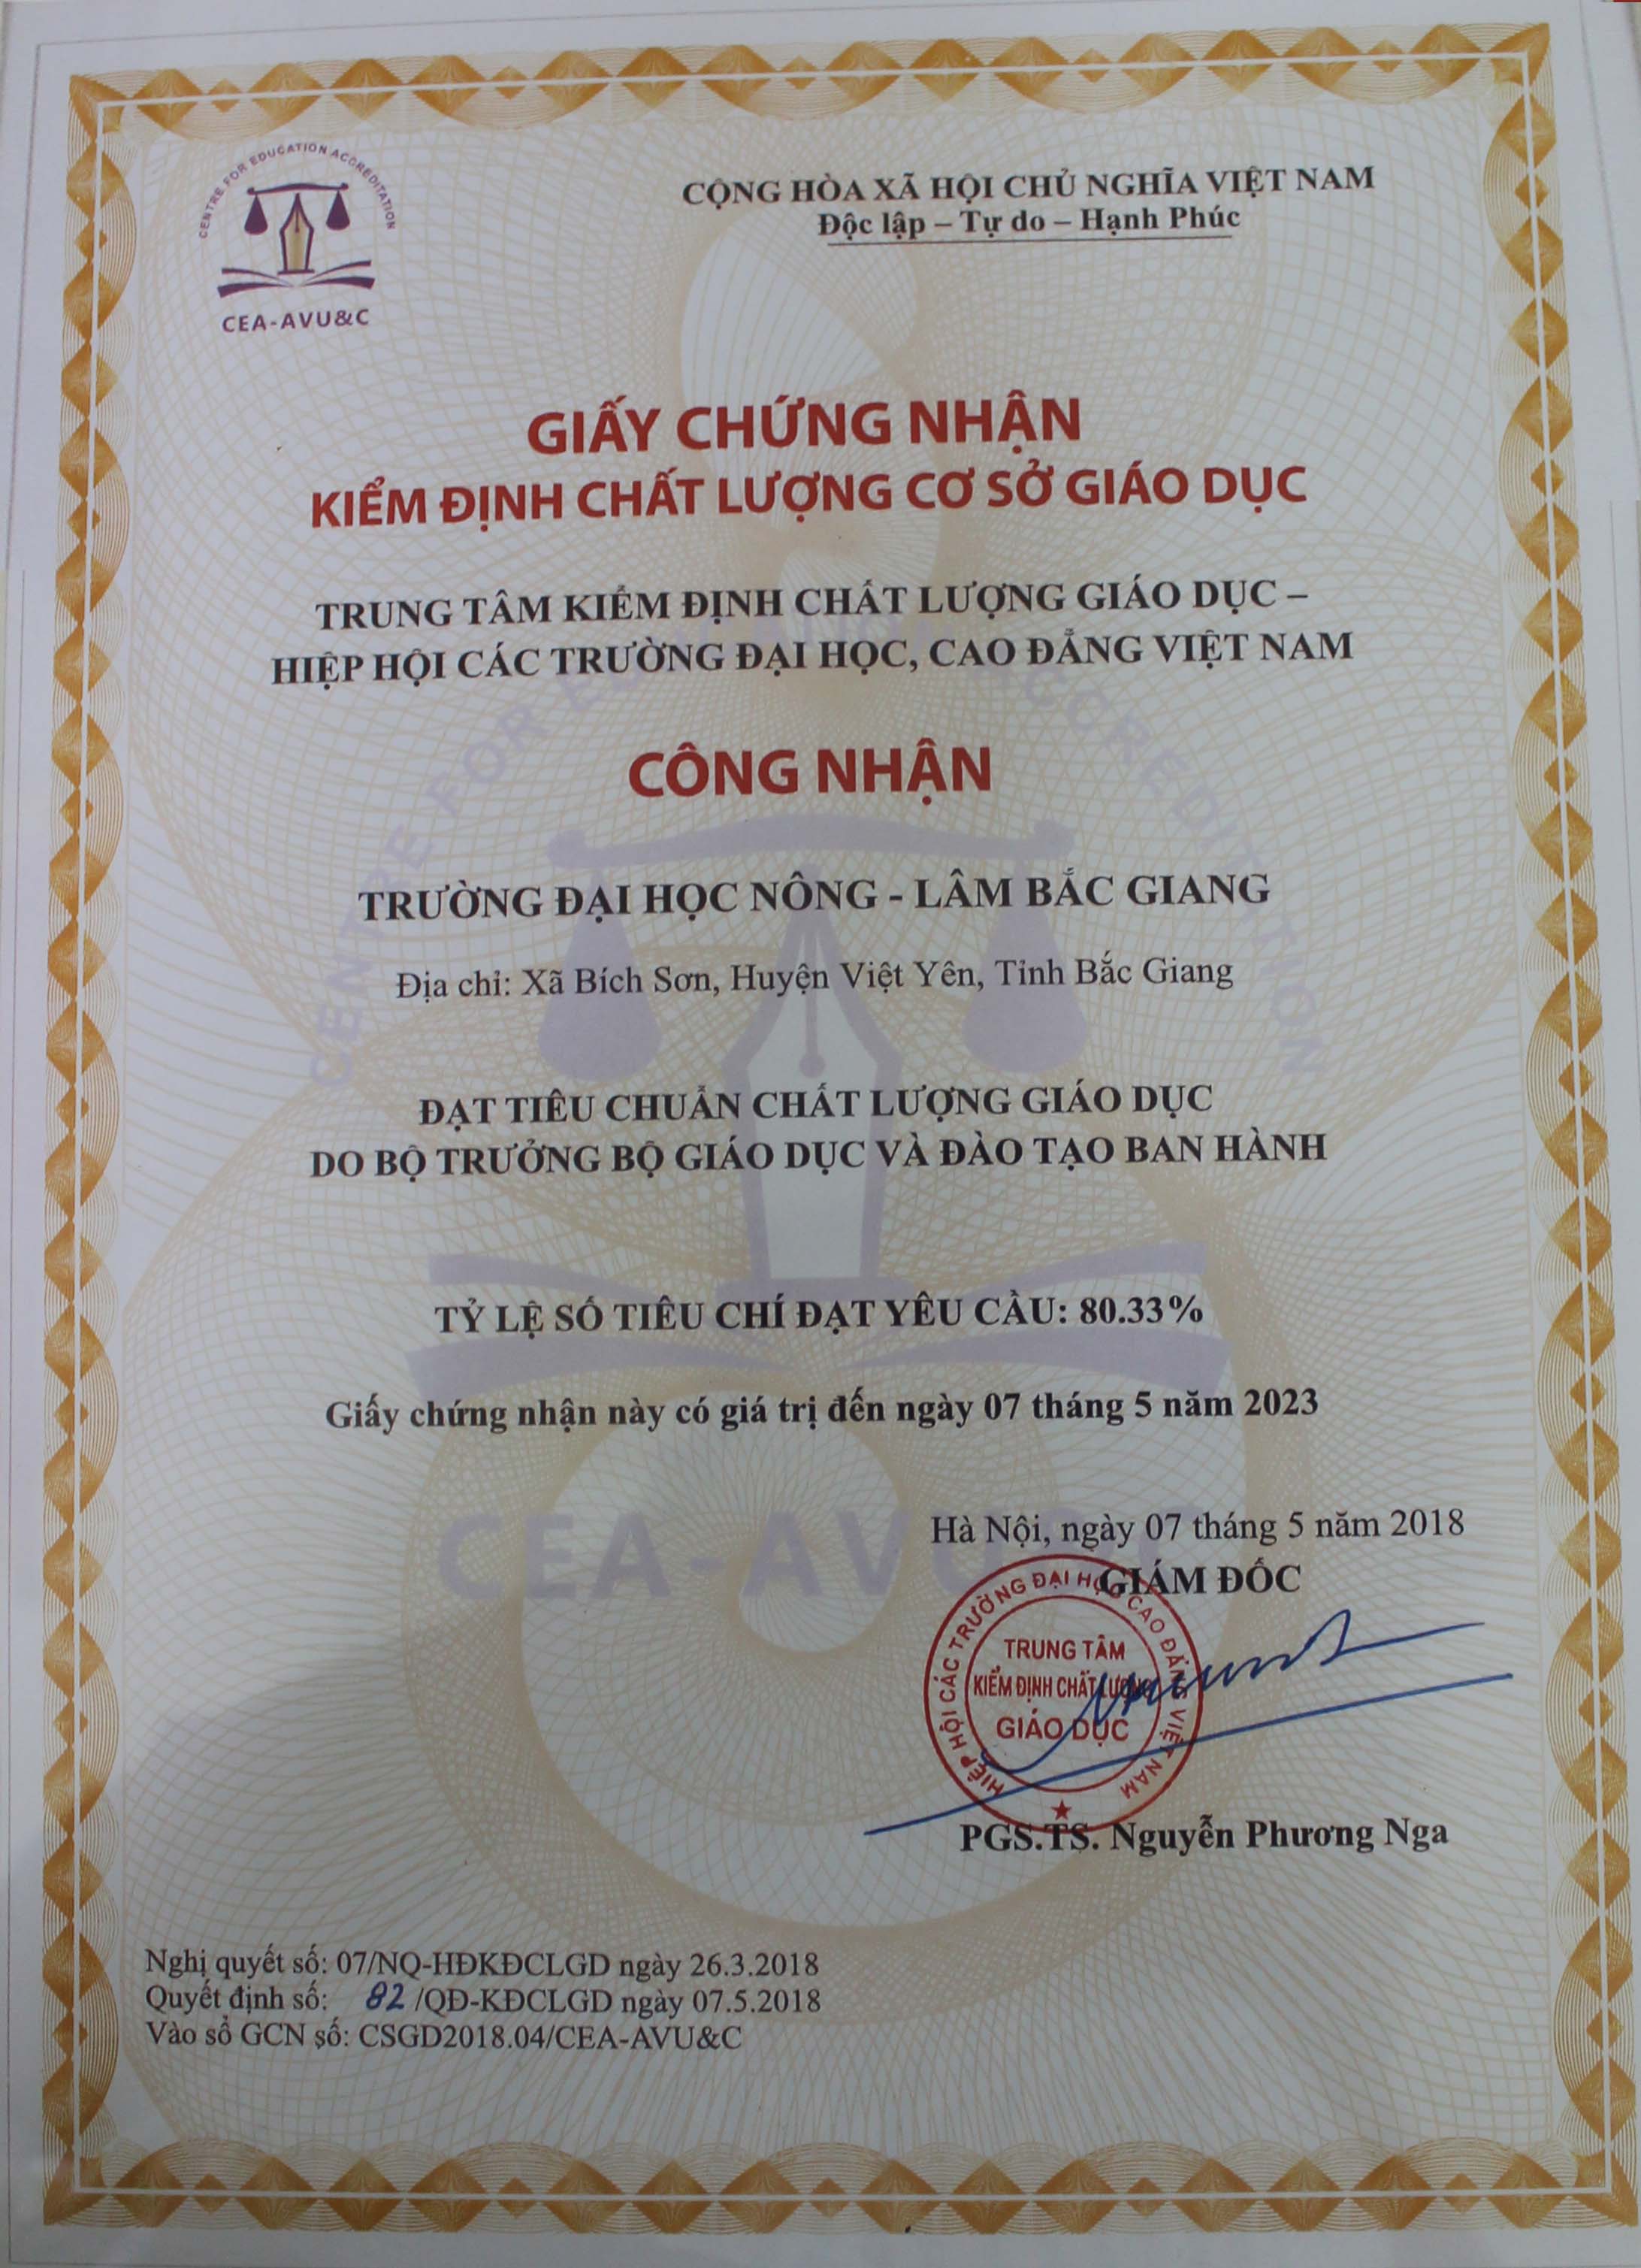 CENTRE FOR EDUCATION ACCREDITATION
CEA-AVU&C
CỘNG HÒA XÃ HỘI CHỦ NGHĨA VIỆT NAM
Độc lập – Tự do – Hạnh Phúc
GIẤY CHỨNG NHẬN
KIỂM ĐỊNH CHẤT LƯỢNG CƠ SỞ GIÁO DỤC
TRUNG TÂM KIỂM ĐỊNH CHẤT LƯỢNG GIÁO DỤC –
HIỆP HỘI CÁC TRƯỜNG ĐẠI HỌC, CAO ĐẲNG VIỆT NAM
CÔNG NHẬN
TRƯỜNG ĐẠI HỌC NÔNG - LÂM BẮC GIANG
Địa chỉ: Xã Bích Sơn, Huyện Việt Yên, Tỉnh Bắc Giang
ĐẠT TIÊU CHUẨN CHẤT LƯỢNG GIÁO DỤC
DO BỘ TRƯỞNG BỘ GIÁO DỤC VÀ ĐÀO TẠO BAN HÀNH
TỶ LỆ SỐ TIÊU CHÍ ĐẠT YÊU CẦU: 80.33%
Giấy chứng nhận này có giá trị đến ngày 07 tháng 5 năm 2023
Hà Nội, ngày 07 tháng 5 năm 2018
GIÁM ĐỐC
HIỆP HỘI CÁC TRƯỜNG ĐẠI HỌC CAO ĐẲNG VIỆT NAM
TRUNG TÂM
KIỂM ĐỊNH CHẤT LƯỢNG
GIÁO DỤC
PGS.TS. Nguyễn Phương Nga
Nghị quyết số: 07/NQ-HĐKĐCLGD ngày 26.3.2018
Quyết định số: 82 /QĐ-KĐCLGD ngày 07.5.2018
Vào sổ GCN số: CSGD2018.04/CEA-AVU&C